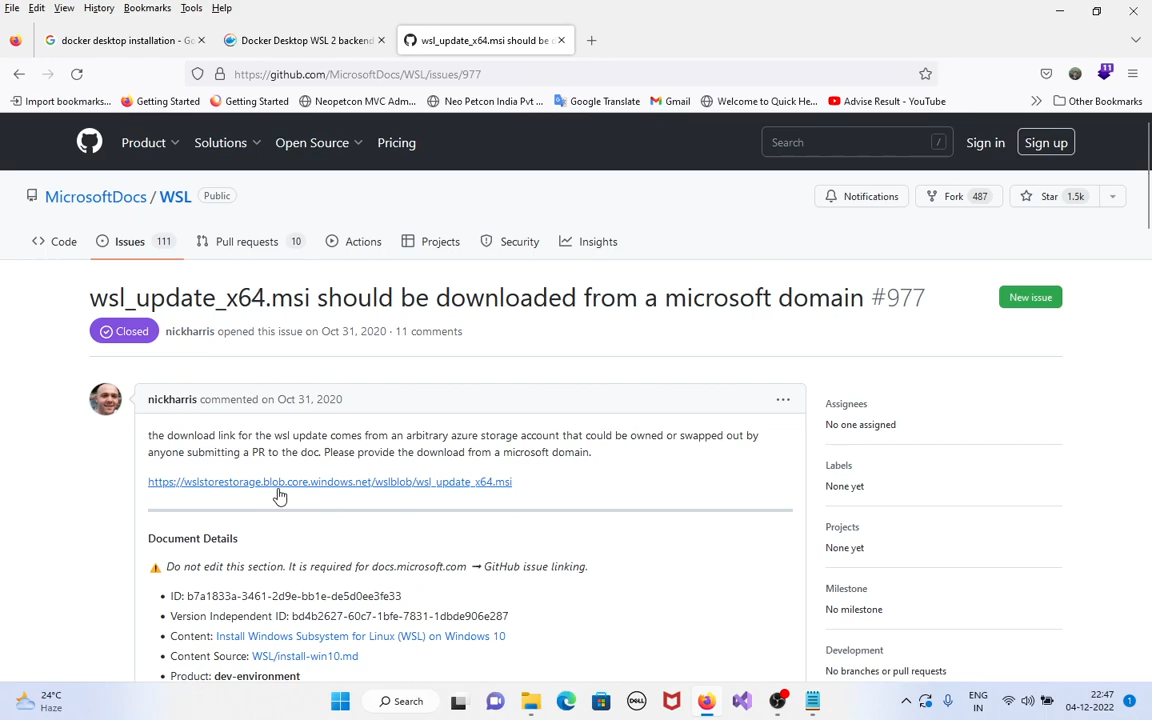 File Edit View History Bookmarks Tools Help
docker desktop installation - Go
Docker Desktop WSL 2 backend
wsl_update_x64.msi should be d
https://github.com/MicrosoftDocs/WSL/issues/977
11
Import bookmarks... Getting Started Getting Started Neopetcon MVC Adm... Neo Petcon India Pvt ... Google Translate Gmail Welcome to Quick He... Advise Result - YouTube Other Bookmarks
Product Solutions Open Source Pricing Search / Sign in Sign up
MicrosoftDocs / WSL Public Notifications Fork 487 Star 1.5k
Code Issues 111 Pull requests 10 Actions Projects Security Insights
wsl_update_x64.msi should be downloaded from a microsoft domain #977
New issue
Closed nickharris opened this issue on Oct 31, 2020 · 11 comments
nickharris commented on Oct 31, 2020 ...
the download link for the wsl update comes from an arbitrary azure storage account that could be owned or swapped out by
anyone submitting a PR to the doc. Please provide the download from a microsoft domain.
https://wslstorestorage.blob.core.windows.net/wslblob/wsl_update_x64.msi
Document Details
⚠ Do not edit this section. It is required for docs.microsoft.com ➟ GitHub issue linking.
• ID: b7a1833a-3461-2d9e-bb1e-de5d0ee3fe33
• Version Independent ID: bd4b2627-60c7-1bfe-7831-1dbde906e287
• Content: Install Windows Subsystem for Linux (WSL) on Windows 10
• Content Source: WSL/install-win10.md
• Product: dev-environment
Assignees
No one assigned
Labels
None yet
Projects
None yet
Milestone
No milestone
Development
No branches or pull requests
24°C
Haze
Search
DELL
ENG
IN
22:47
04-12-2022
1